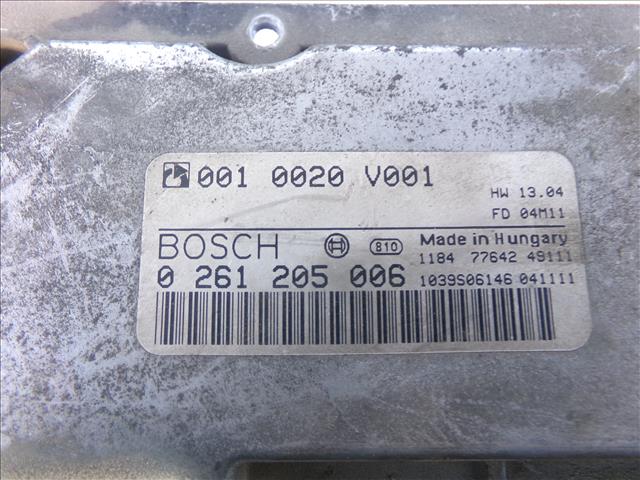 001 0020 V001
HW 13.04
FD 04M11
BOSCH 810 Made in Hungary
1184 77642 49111
0 261 205 006 1039S06146 041111